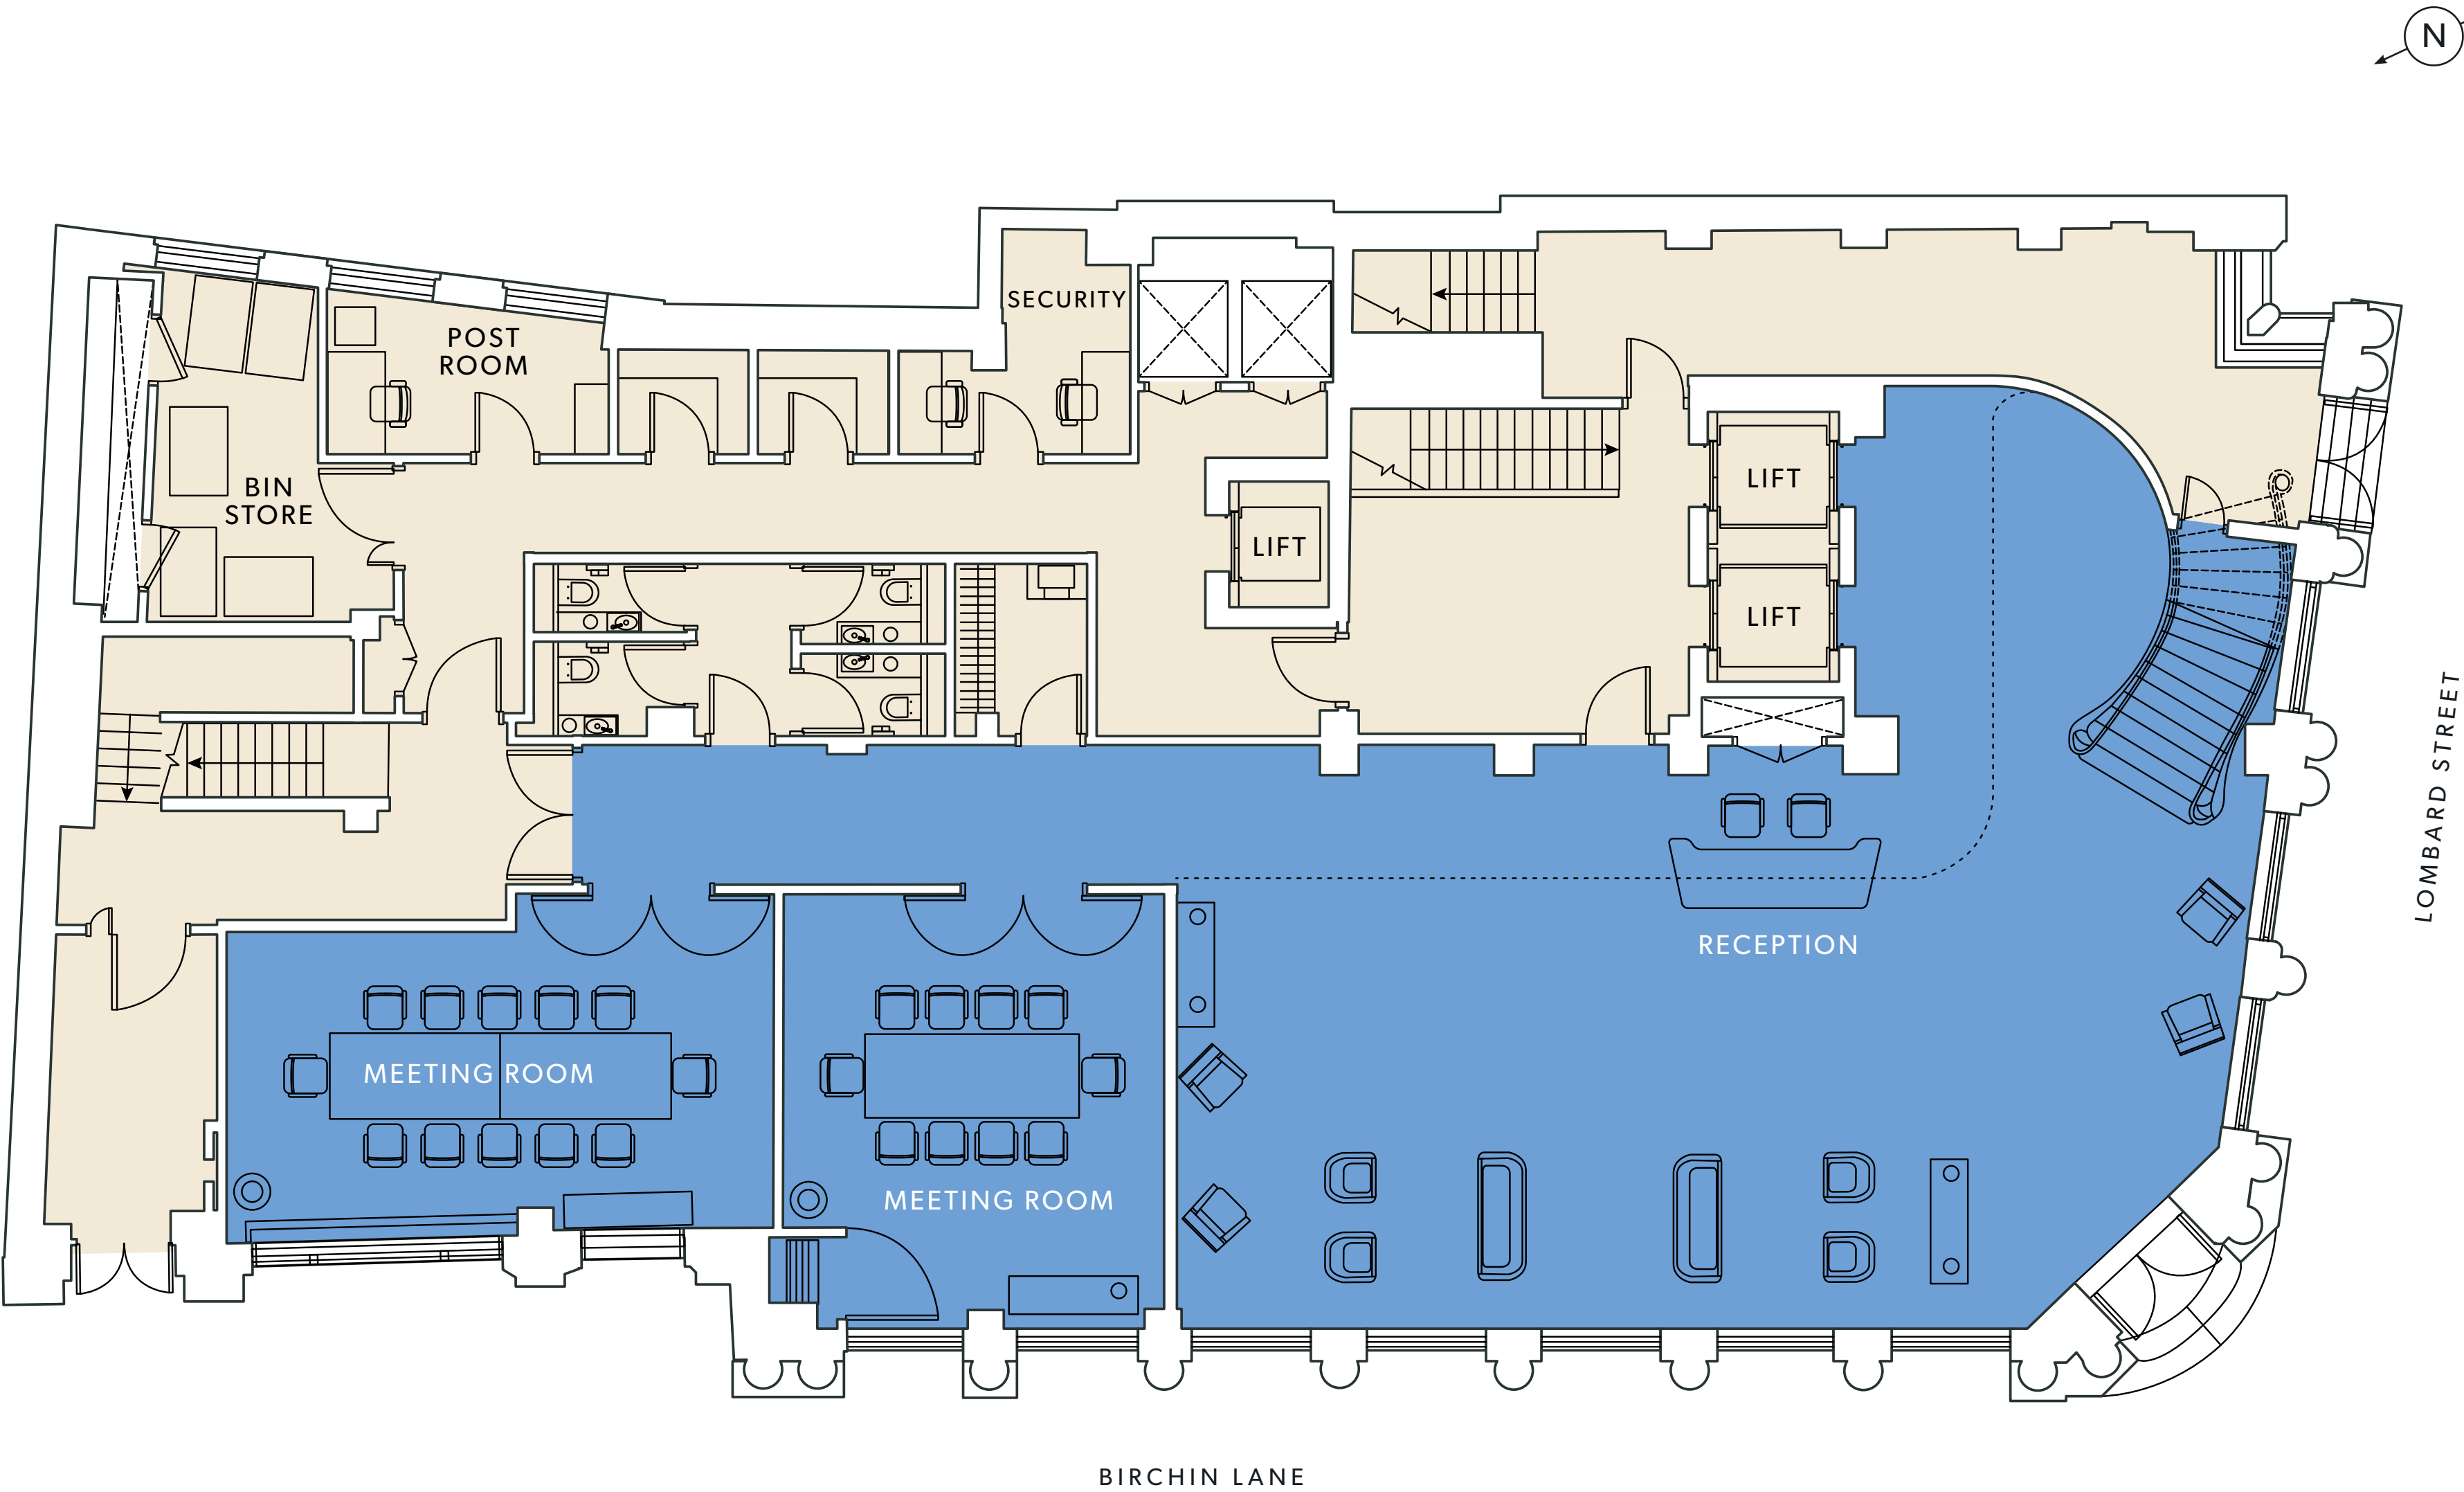 N
SECURITY
POST
ROOM
BIN
STORE
LIFT
LIFT
LIFT
RECEPTION
MEETING ROOM
MEETING ROOM
LOMBARD STREET
BIRCHIN LANE